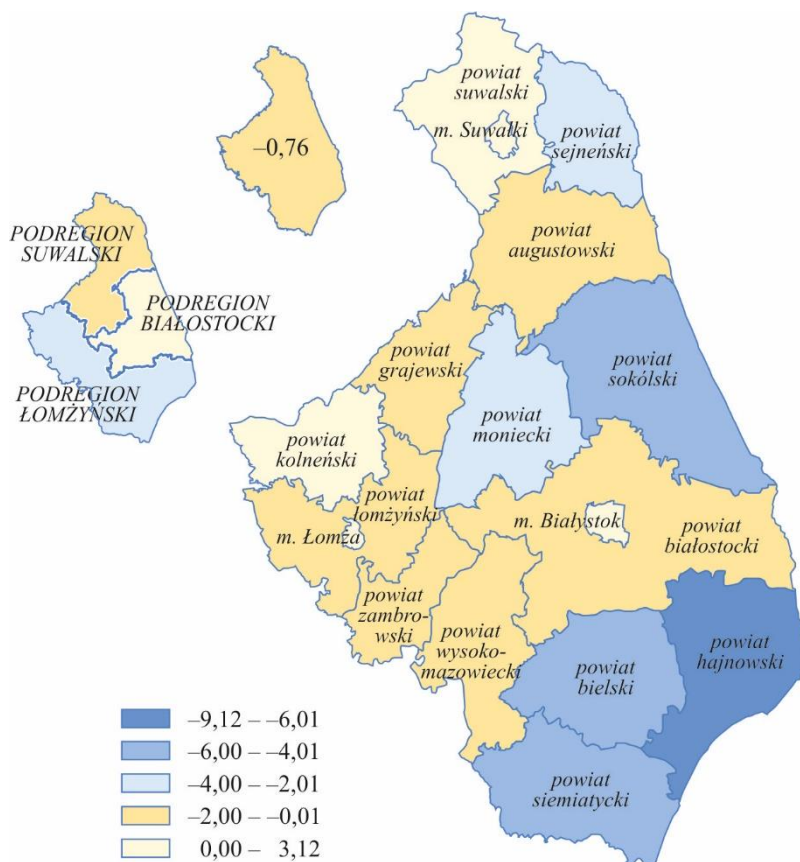 powiat
suwalski
m. Suwałki
powiat
sejneński
–0,76
powiat
augustowski
PODREGION
SUWALSKI
PODREGION
BIAŁOSTOCKI
PODREGION
ŁOMŻYŃSKI
powiat
grajewski
powiat
sokólski
powiat
moniecki
powiat
kolneński
powiat
łomżyński
m. Łomża
m. Białystok
powiat
białostocki
powiat
zambro-
wski
powiat
wysoko-
mazowiecki
powiat
hajnowski
powiat
bielski
powiat
siemiatycki
–9,12 – –6,01
–6,00 – –4,01
–4,00 – –2,01
–2,00 – –0,01
0,00 – 3,12